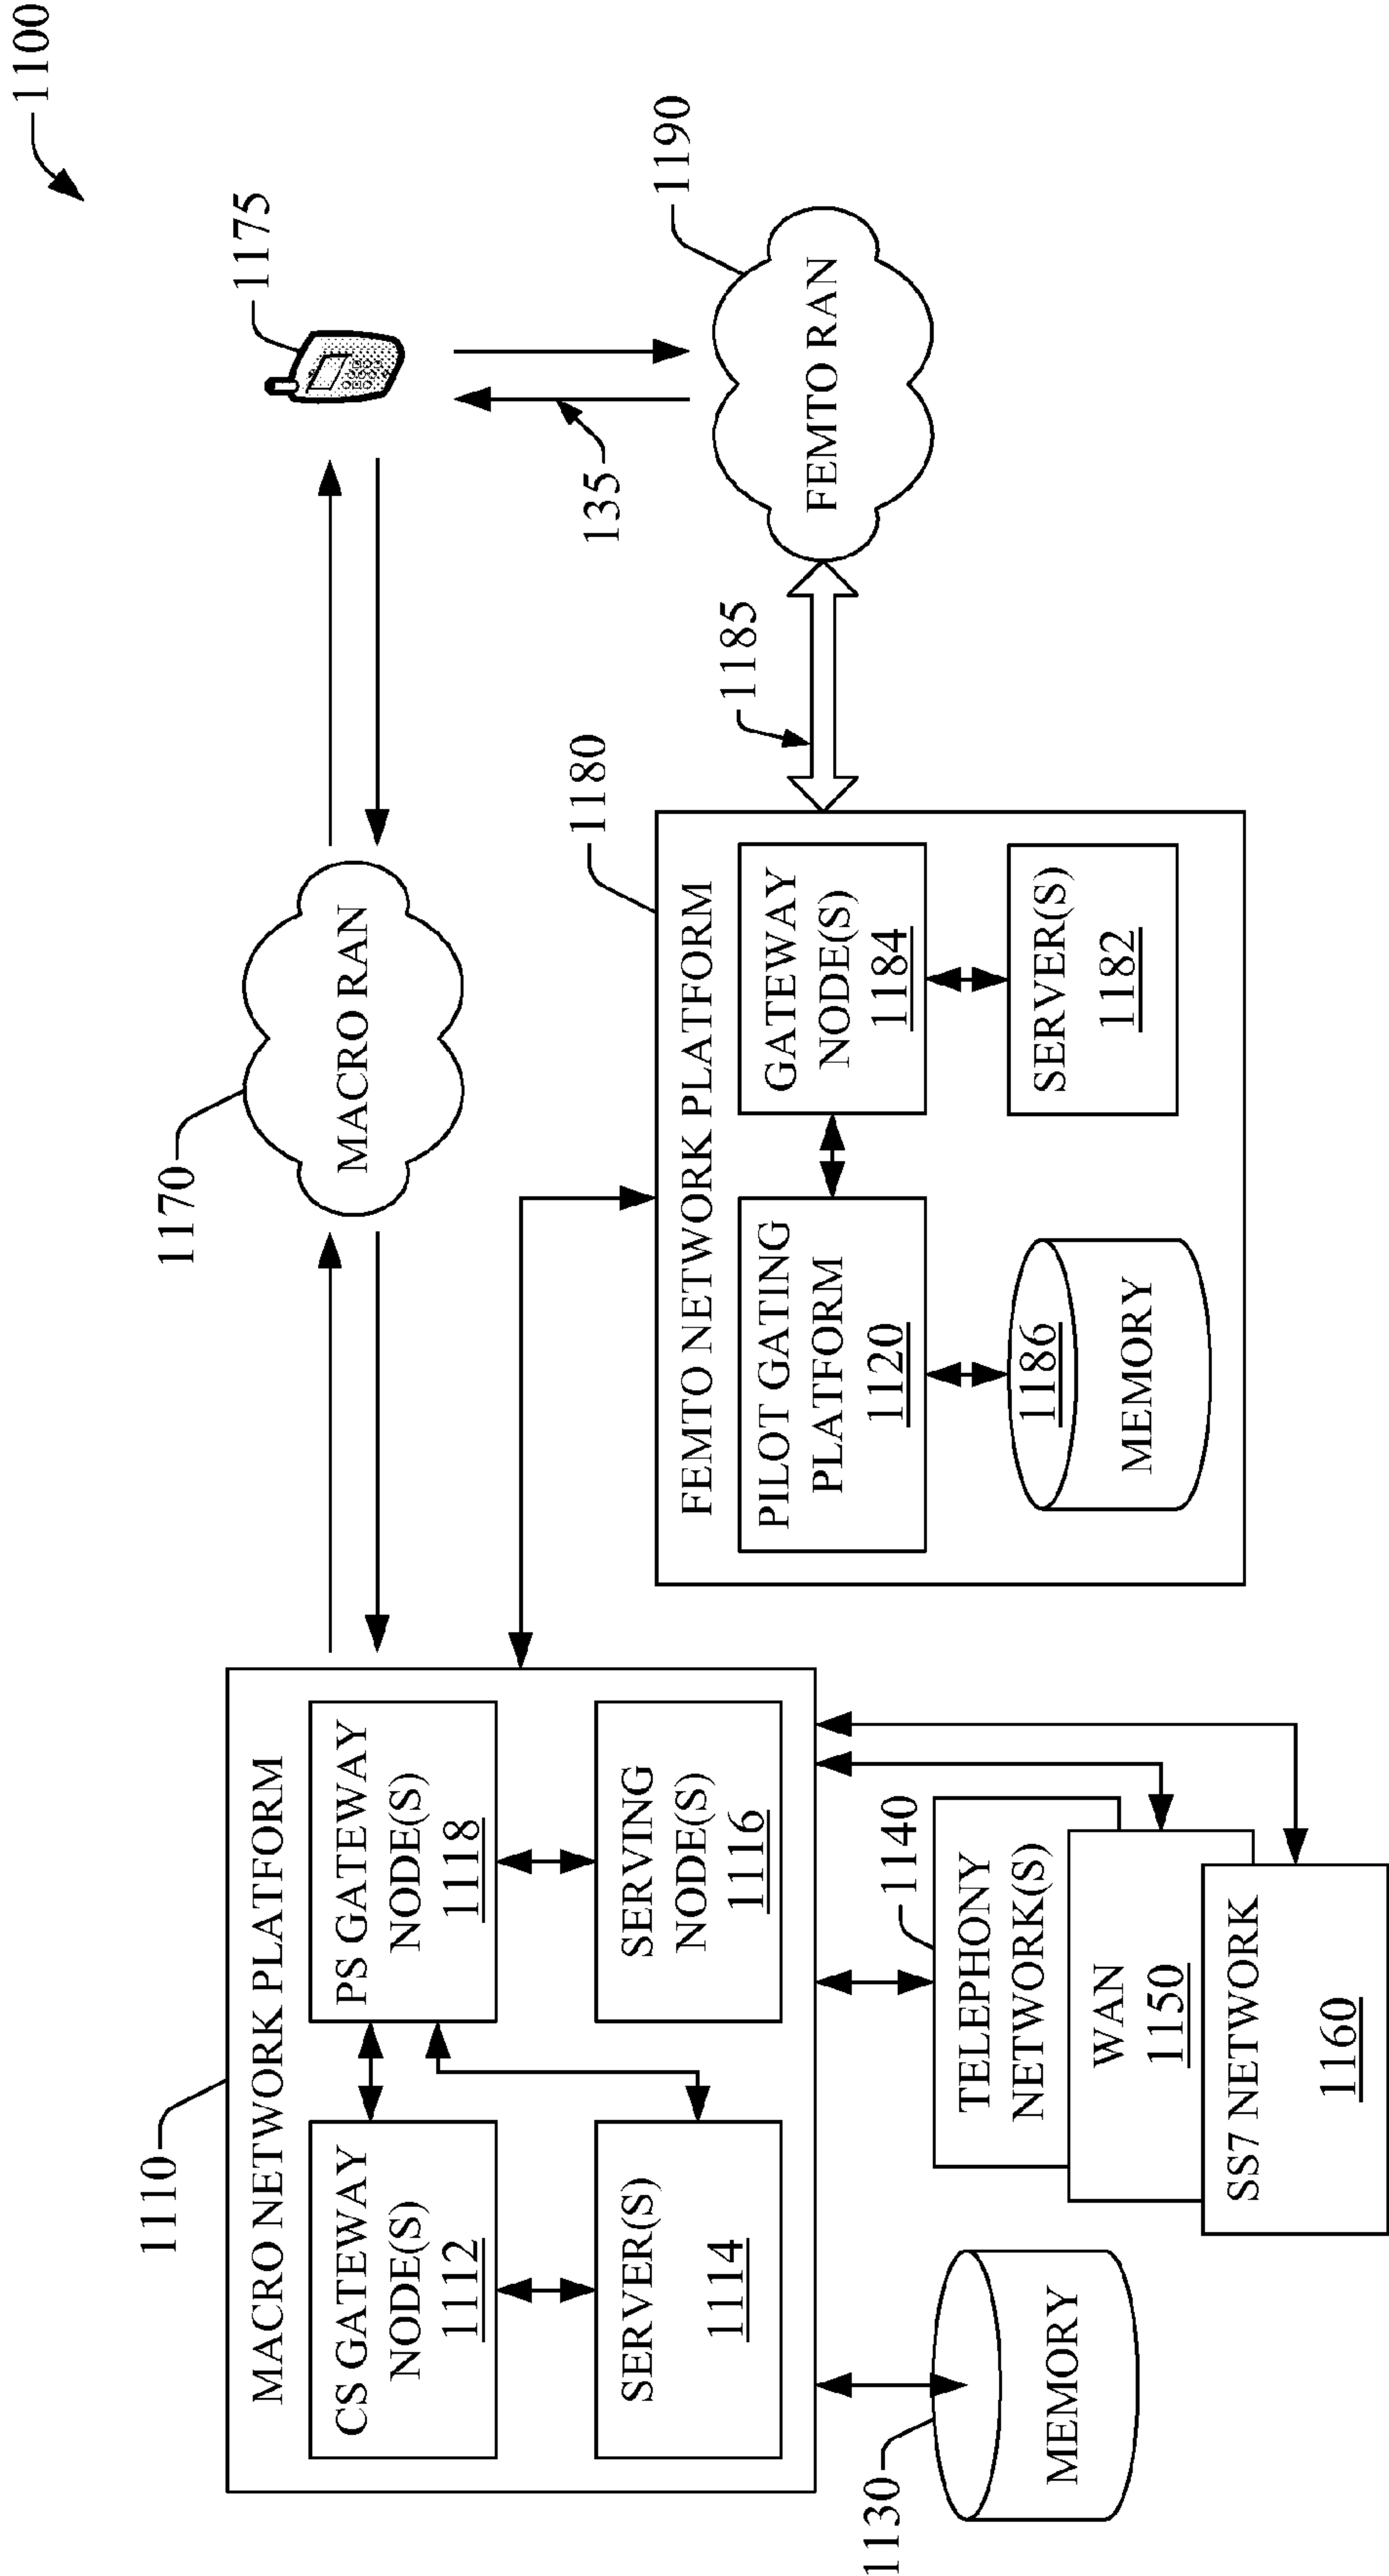 1100
1175
1170
MACRO RAN
1110
MACRO NETWORK PLATFORM
CS GATEWAY
NODE(S)
1112
PS GATEWAY
NODE(S)
1118
SERVER(S)
1114
SERVING
NODE(S)
1116
135
1190
FEMTO RAN
1185
1180
FEMTO NETWORK PLATFORM
PILOT GATING
PLATFORM
1120
GATEWAY
NODE(S)
1184
1186
MEMORY
SERVER(S)
1182
1130
MEMORY
1140
TELEPHONY
NETWORK(S)
WAN
1150
SS7 NETWORK
1160